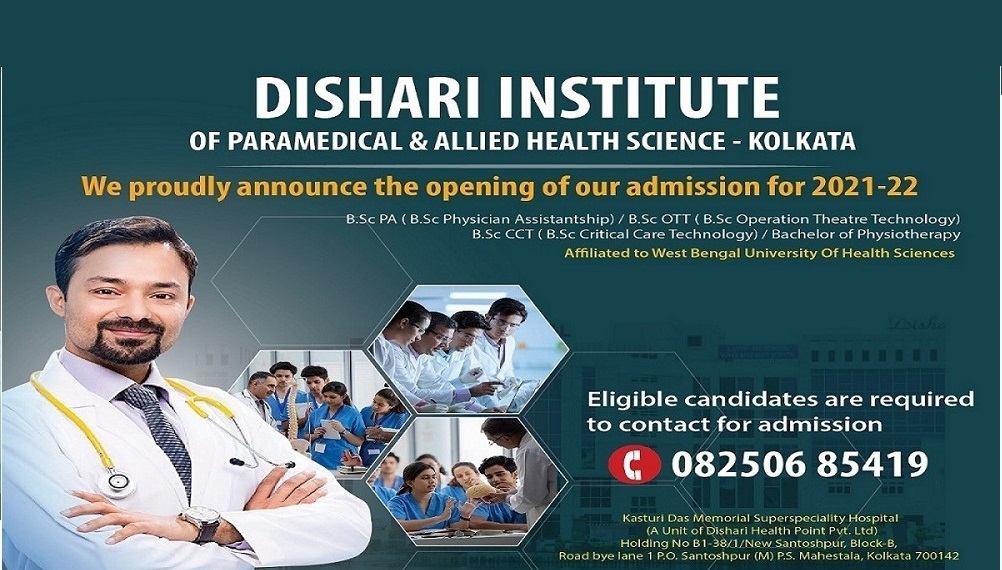 DISHARI INSTITUTE
OF PARAMEDICAL & ALLIED HEALTH SCIENCE - KOLKATA
We proudly announce the opening of our admission for 2021-22
B.Sc PA ( B.Sc Physician Assistantship) / B.Sc OTT ( B.Sc Operation Theatre Technology)
B.Sc CCT ( B.Sc Critical Care Technology) / Bachelor of Physiotherapy
Affiliated to West Bengal University Of Health Sciences
Eligible candidates are required
to contact for admission
082506 85419
Kasturi Das Memorial Superspeciality Hospital
(A Unit of Dishari Health Point Pvt. Ltd)
Holding No B1-38/1/New Santoshpur, Block-B,
Road bye lane 1 P.O. Santoshpur (M) P.S. Mahestala, Kolkata 700142